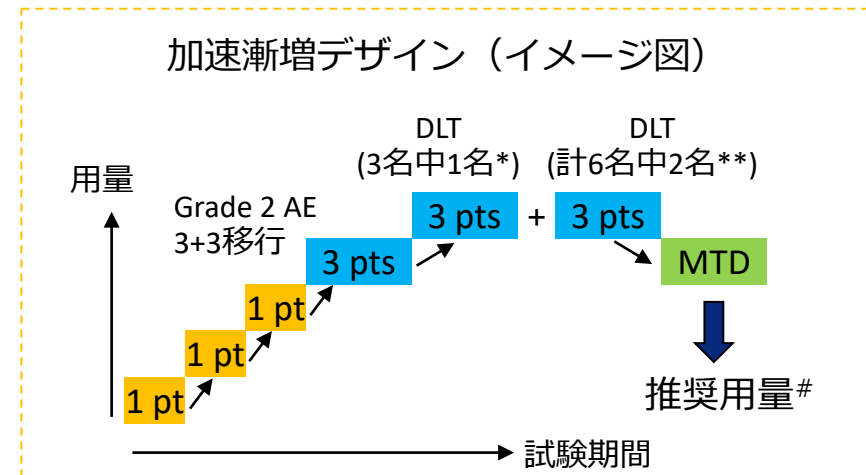 加速漸増デザイン（イメージ図）
DLT
(3名中1名*)
DLT
(計6名中2名**)
用量
Grade 2 AE
3+3移行
3 pts + 3 pts
3 pts
MTD
1 pt
1 pt
1 pt
推奨用量#
試験期間